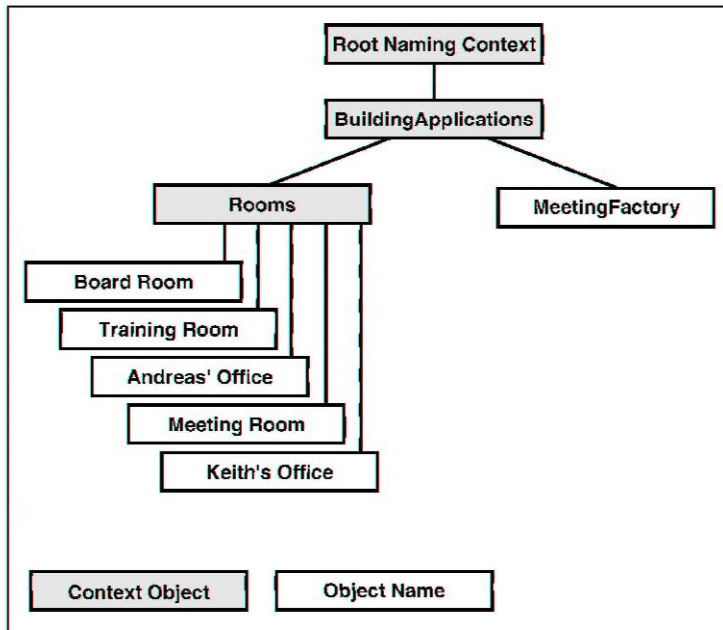 Root Naming Context
BuildingApplications
Rooms
MeetingFactory
Board Room
Training Room
Andreas' Office
Meeting Room
Keith's Office
Context Object
Object Name